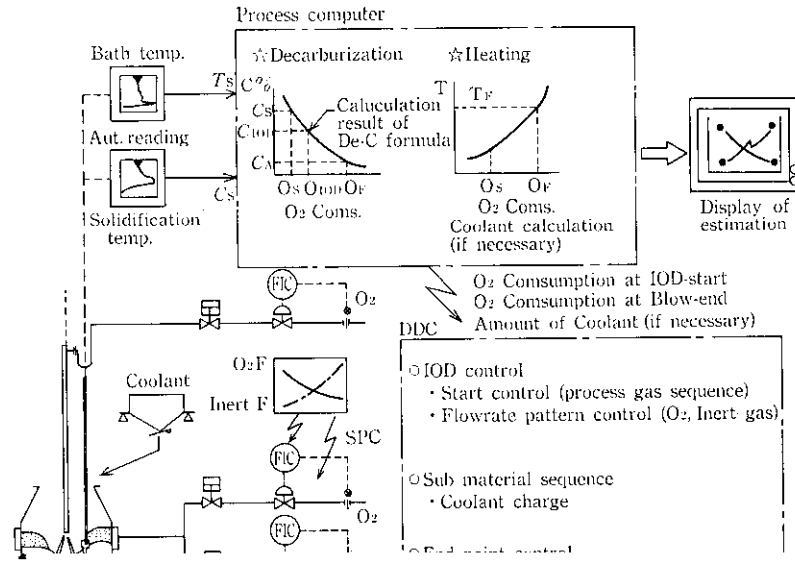 Process computer
Bath temp.
Aut. reading
Solidification temp.
Ts
Cs
☆Decarburization
C%
Cs
CIOD
CA
Os OIOD OF
O2 Coms.
Caluculation
result of
De-C formula
☆Heating
T
TF
Os OF
O2 Coms.
Coolant calculation
(if necessary)
Display of
estimation
O2 Comsumption at IOD-start
O2 Comsumption at Blow-end
Amount of Coolant (if necessary)
FIC
O2
Coolant
O2F
Inert F
SPC
FIC
O2
FIC
DDC
○IOD control
・Start control (process gas sequence)
・Flowrate pattern control (O2, Inert gas)
○Sub material sequence
・Coolant charge
○End point control